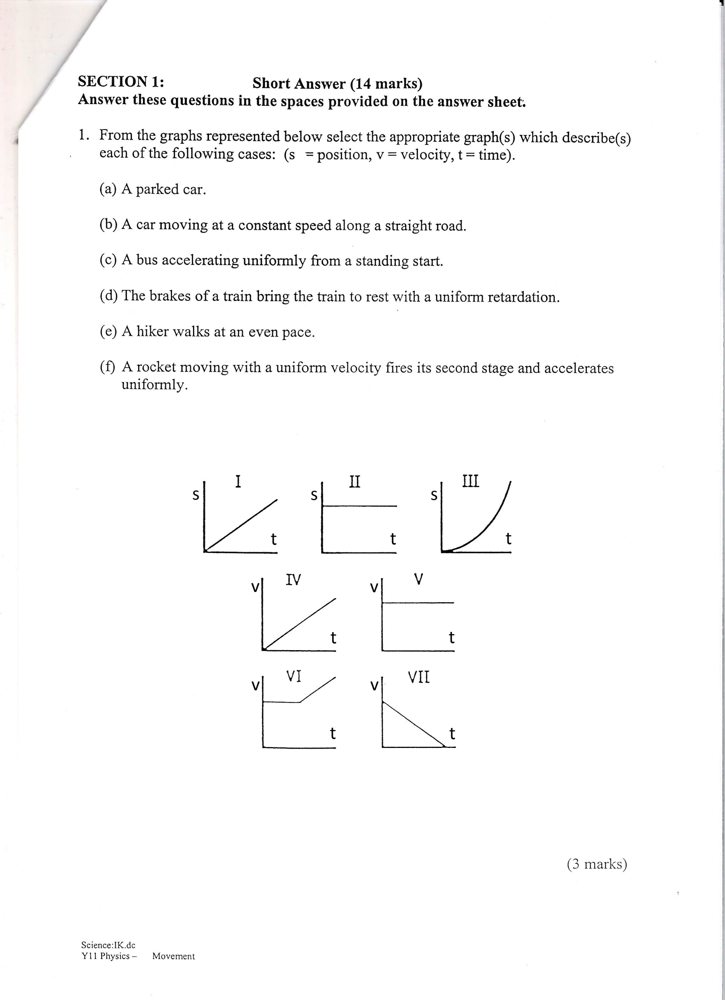 SECTION 1: Short Answer (14 marks)
Answer these questions in the spaces provided on the answer sheet.
1. From the graphs represented below select the appropriate graph(s) which describe(s)
each of the following cases: (s = position, v = velocity, t = time).
(a) A parked car.
(b) A car moving at a constant speed along a straight road.
(c) A bus accelerating uniformly from a standing start.
(d) The brakes of a train bring the train to rest with a uniform retardation.
(e) A hiker walks at an even pace.
(f) A rocket moving with a uniform velocity fires its second stage and accelerates
uniformly.
I II III
s s s
t t t
IV V
v v
t t
VI VII
v v
t t
(3 marks)
Science:IK.dc
Y11 Physics – Movement